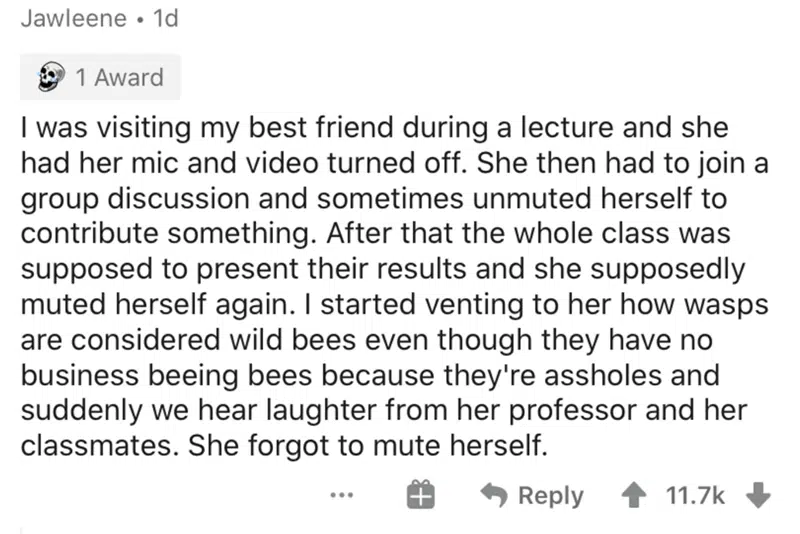 Jawleene • 1d
1 Award
I was visiting my best friend during a lecture and she
had her mic and video turned off. She then had to join a
group discussion and sometimes unmuted herself to
contribute something. After that the whole class was
supposed to present their results and she supposedly
muted herself again. I started venting to her how wasps
are considered wild bees even though they have no
business beeing bees because they're assholes and
suddenly we hear laughter from her professor and her
classmates. She forgot to mute herself.
... Reply 11.7k